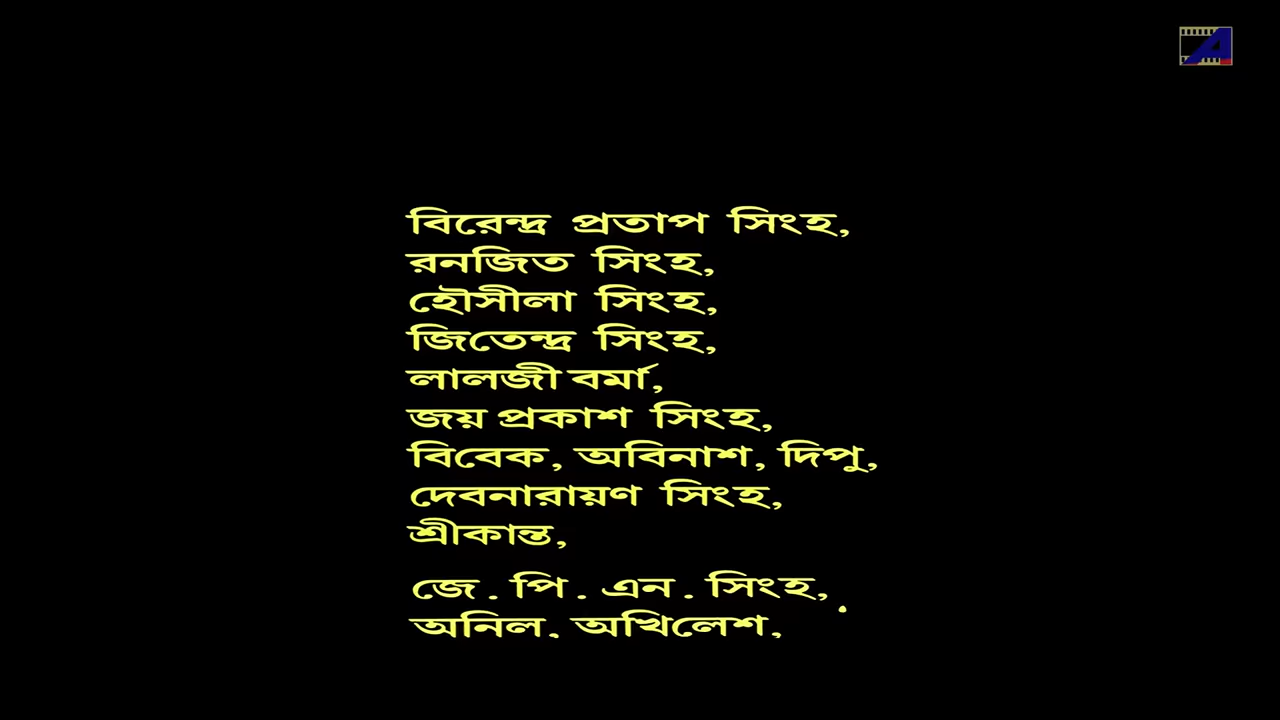 বিরেন্দ্র প্রতাপ সিংহ,
রনজিত সিংহ,
হৌসীলা সিংহ,
জিতেন্দ্র সিংহ,
লালজী বর্মা,
জয় প্রকাশ সিংহ,
বিবেক, অবিনাশ, দিপু,
দেবনারায়ণ সিংহ,
শ্রীকান্ত,
জে. পি. এন. সিংহ,
অনিল, অখিলেশ,